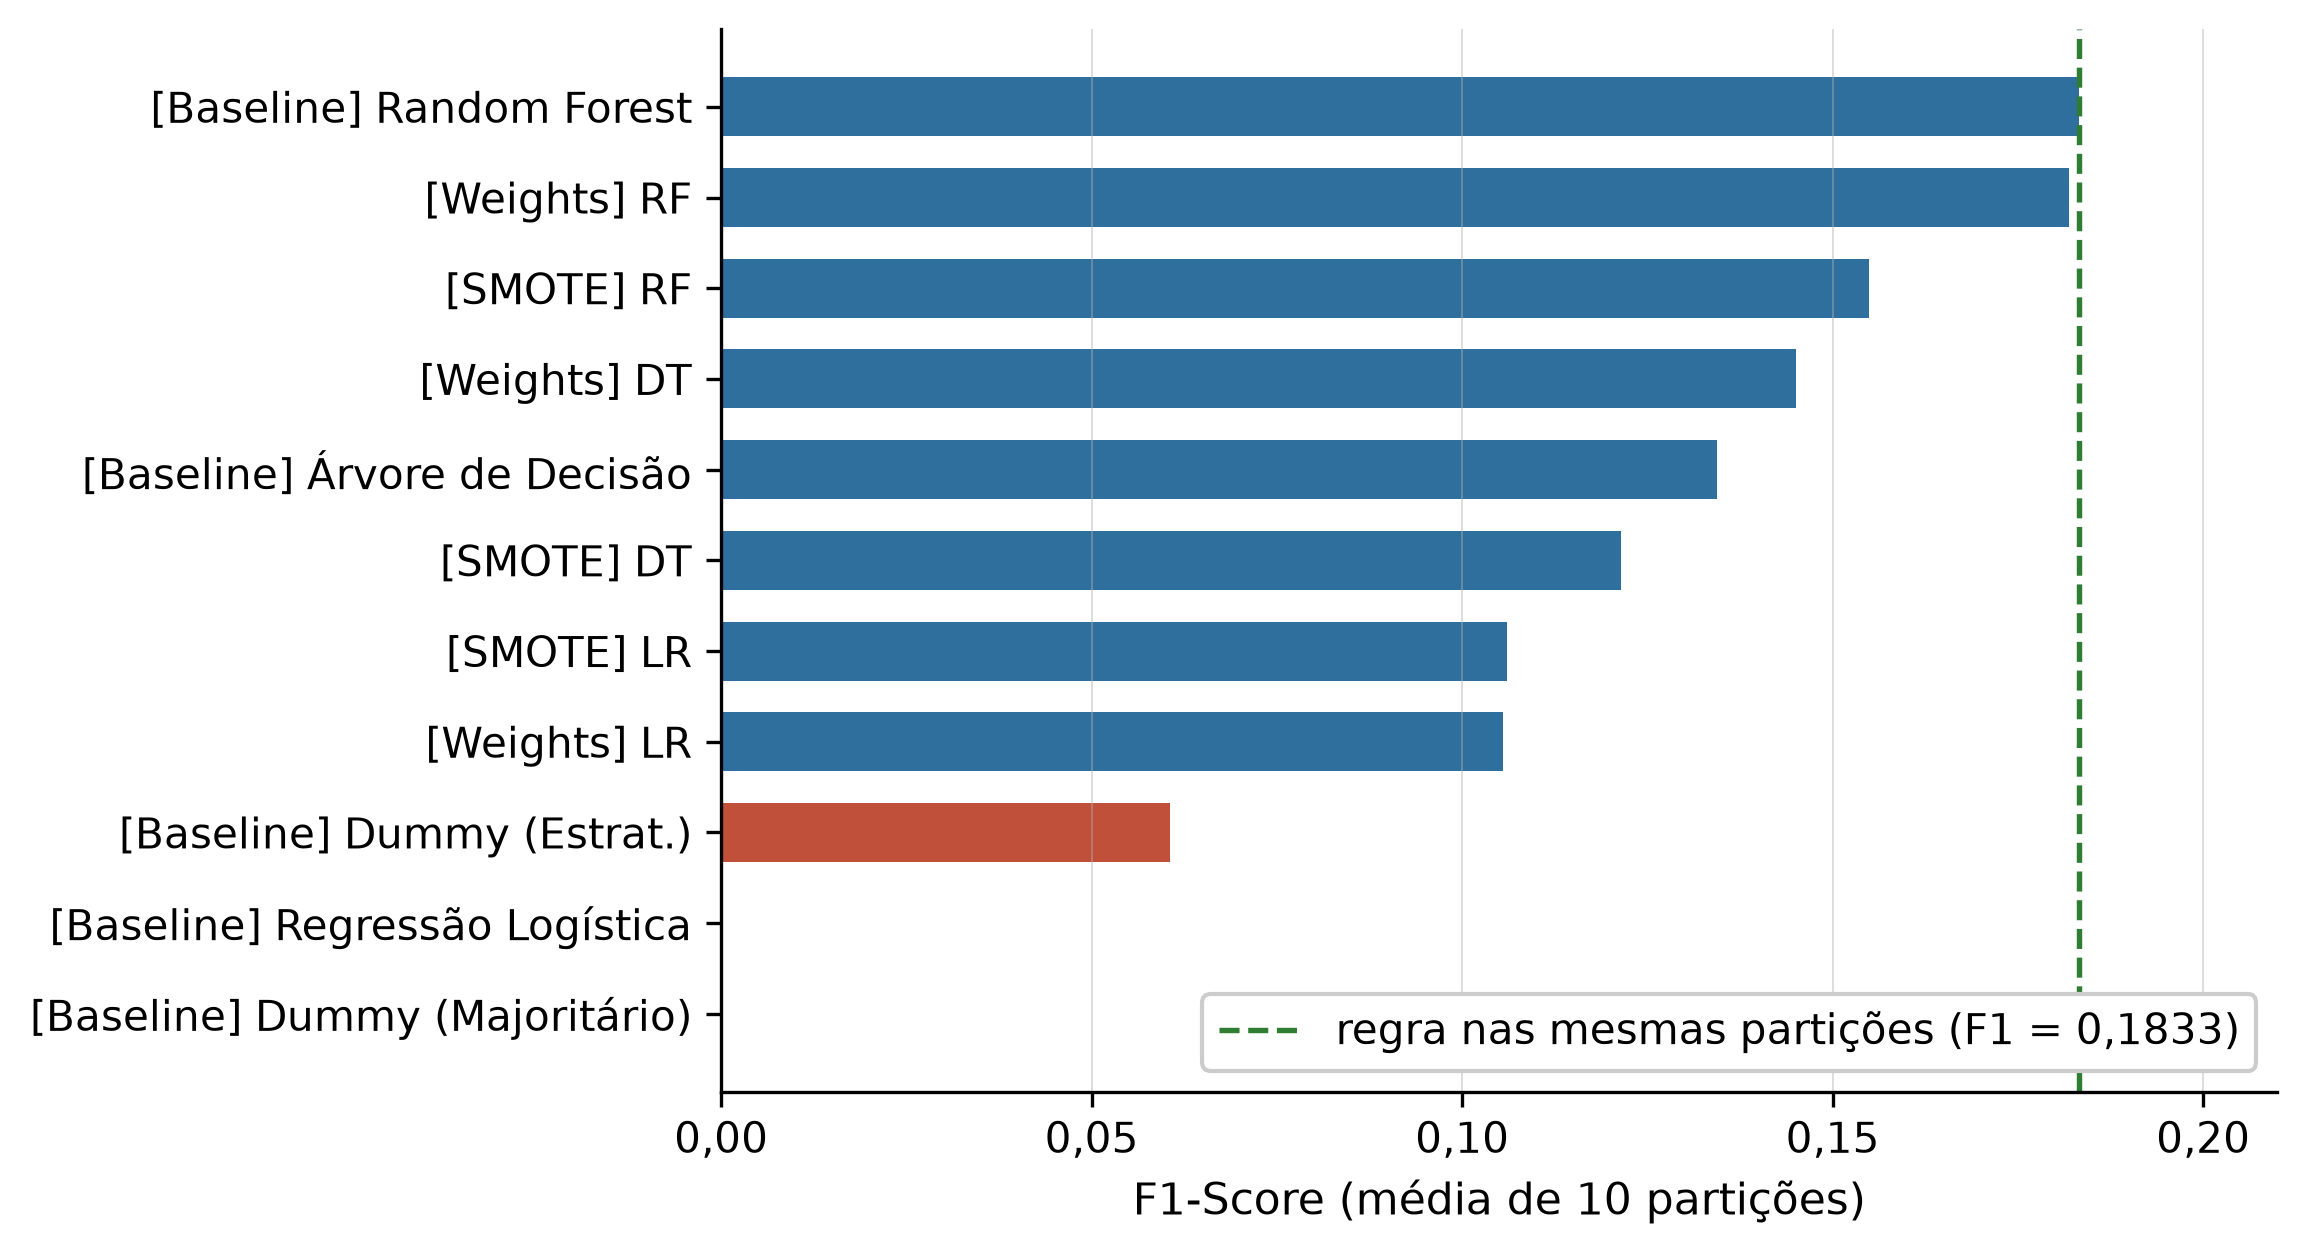 [Baseline] Random Forest
[Weights] RF
[SMOTE] RF
[Weights] DT
[Baseline] Árvore de Decisão
[SMOTE] DT
[SMOTE] LR
[Weights] LR
[Baseline] Dummy (Estrat.)
[Baseline] Regressão Logística
[Baseline] Dummy (Majoritário)
regra nas mesmas partições (F1 = 0,1833)
0,00 0,05 0,10 0,15 0,20
F1-Score (média de 10 partições)